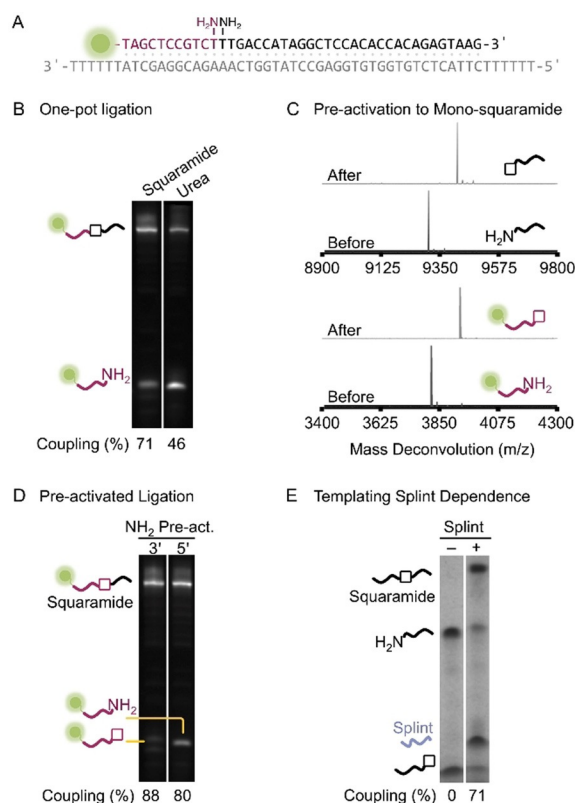 A
H₂N NH₂
-TAGCTCCGTCTTTGACCATAGGCTCCACACCACAGAGTAAG-3'
3'-TTTTTTATCGAGGCAGAAACTGGTATCCGAGGTGTGGTGTCTCATTCTTTTTT-5'
B One-pot ligation
Squaramide
Urea
NH₂
Coupling (%) 71 46
C Pre-activation to Mono-squaramide
After
Before
H₂N
8900 9125 9350 9575 9800
After
Before
NH₂
3400 3625 3850 4075 4300
Mass Deconvolution (m/z)
D Pre-activated Ligation
NH₂ Pre-act.
3' 5'
Squaramide
NH₂
Coupling (%) 88 80
E Templating Splint Dependence
Splint
– +
Squaramide
H₂N
Splint
Coupling (%) 0 71